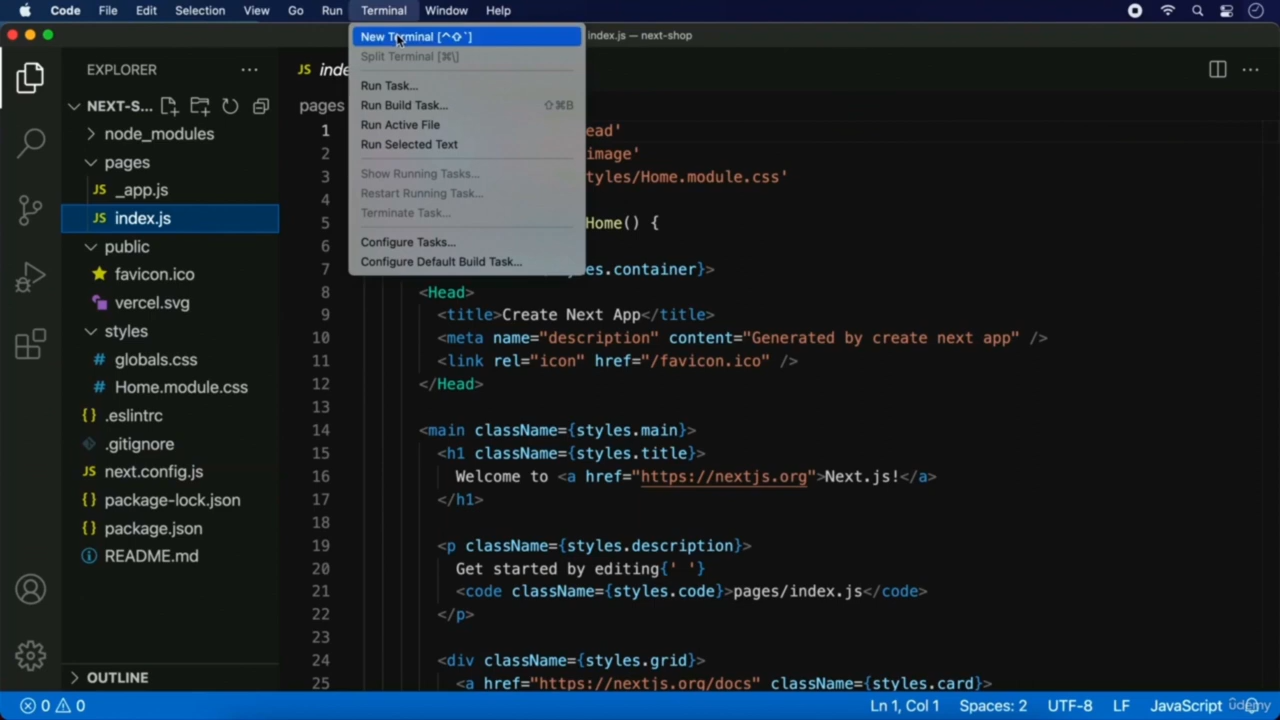 Code File Edit Selection View Go Run Terminal Window Help
index.js — next-shop
New Terminal [^⇧`]
Split Terminal [⌘\]
Run Task...
Run Build Task... ⇧⌘B
Run Active File
Run Selected Text
Show Running Tasks...
Restart Running Task...
Terminate Task...
Configure Tasks...
Configure Default Build Task...
EXPLORER
NEXT-S...
node_modules
pages
JS _app.js
JS index.js
public
favicon.ico
vercel.svg
styles
# globals.css
# Home.module.css
{} .eslintrc
.gitignore
JS next.config.js
{} package-lock.json
{} package.json
README.md
OUTLINE
JS inde
pages
1 ead'
2 image'
3 tyles/Home.module.css'
4
5 Home() {
6
7 es.container}>
8 <Head>
9 <title>Create Next App</title>
10 <meta name="description" content="Generated by create next app" />
11 <link rel="icon" href="/favicon.ico" />
12 </Head>
13
14 <main className={styles.main}>
15 <h1 className={styles.title}>
16 Welcome to <a href="https://nextjs.org">Next.js!</a>
17 </h1>
18
19 <p className={styles.description}>
20 Get started by editing{' '}
21 <code className={styles.code}>pages/index.js</code>
22 </p>
23
24 <div className={styles.grid}>
25 <a href="https://nextjs.org/docs" className={styles.card}>
0 0 Ln 1, Col 1 Spaces: 2 UTF-8 LF JavaScript
udemy